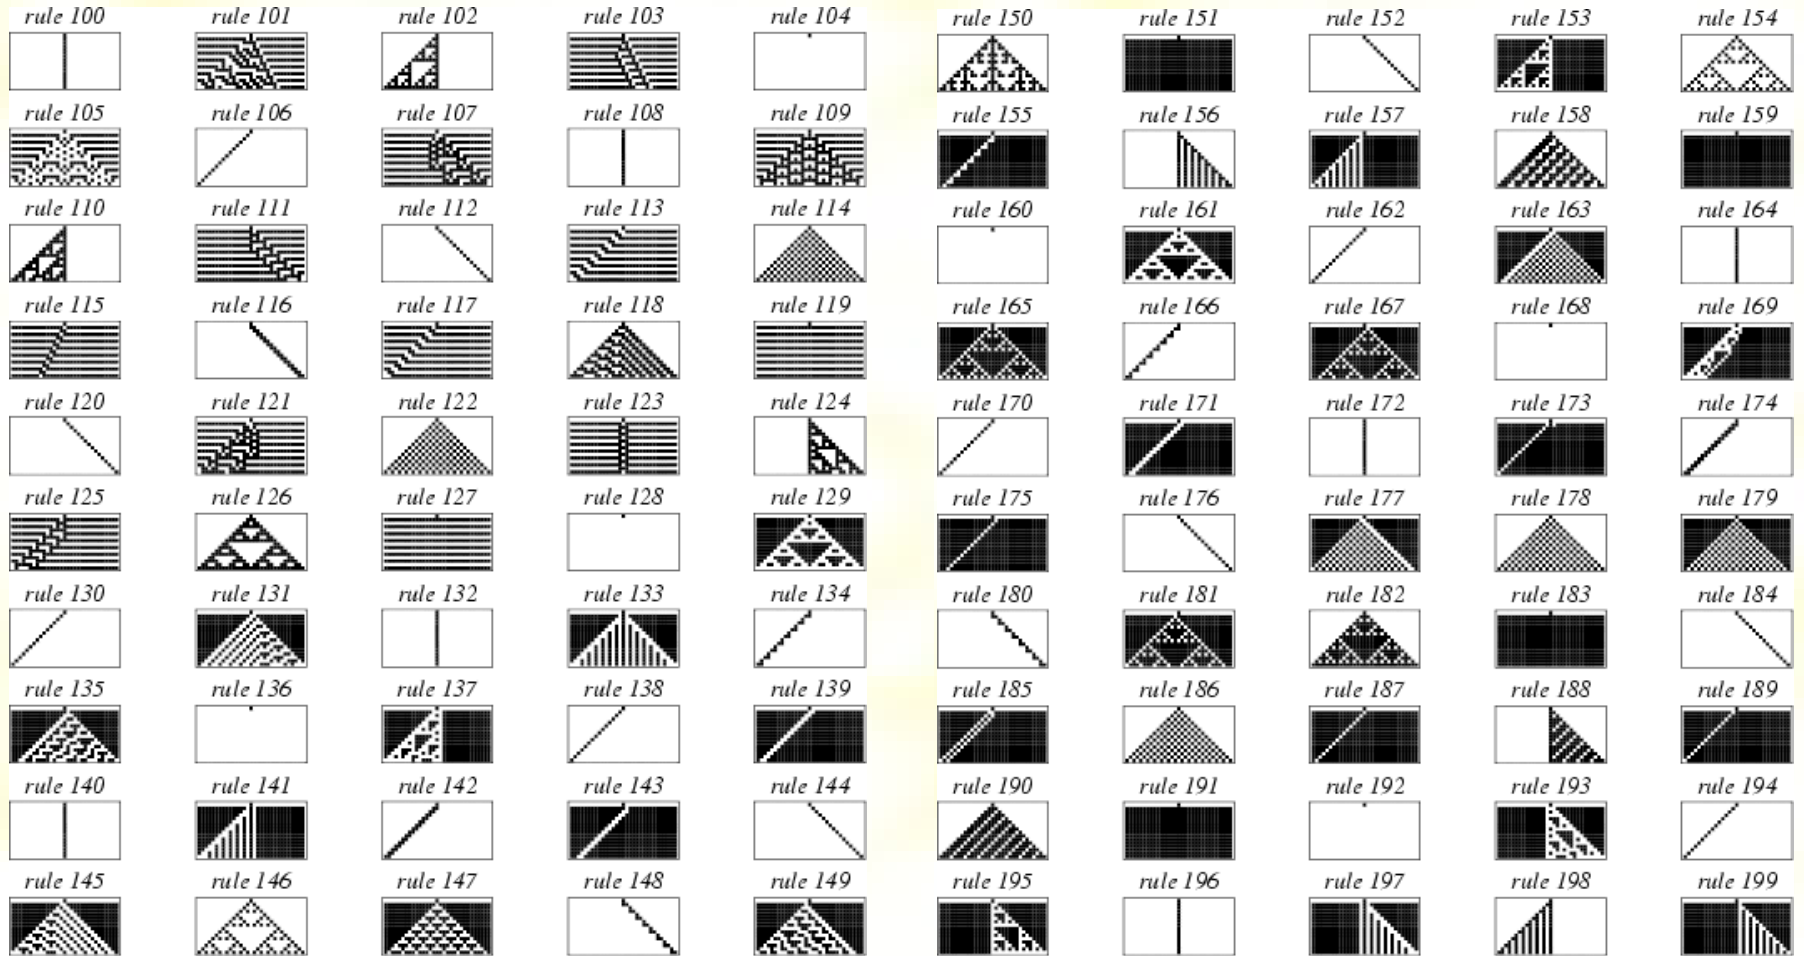 rule 100 rule 101 rule 102 rule 103 rule 104
rule 105 rule 106 rule 107 rule 108 rule 109
rule 110 rule 111 rule 112 rule 113 rule 114
rule 115 rule 116 rule 117 rule 118 rule 119
rule 120 rule 121 rule 122 rule 123 rule 124
rule 125 rule 126 rule 127 rule 128 rule 129
rule 130 rule 131 rule 132 rule 133 rule 134
rule 135 rule 136 rule 137 rule 138 rule 139
rule 140 rule 141 rule 142 rule 143 rule 144
rule 145 rule 146 rule 147 rule 148 rule 149
rule 150 rule 151 rule 152 rule 153 rule 154
rule 155 rule 156 rule 157 rule 158 rule 159
rule 160 rule 161 rule 162 rule 163 rule 164
rule 165 rule 166 rule 167 rule 168 rule 169
rule 170 rule 171 rule 172 rule 173 rule 174
rule 175 rule 176 rule 177 rule 178 rule 179
rule 180 rule 181 rule 182 rule 183 rule 184
rule 185 rule 186 rule 187 rule 188 rule 189
rule 190 rule 191 rule 192 rule 193 rule 194
rule 195 rule 196 rule 197 rule 198 rule 199